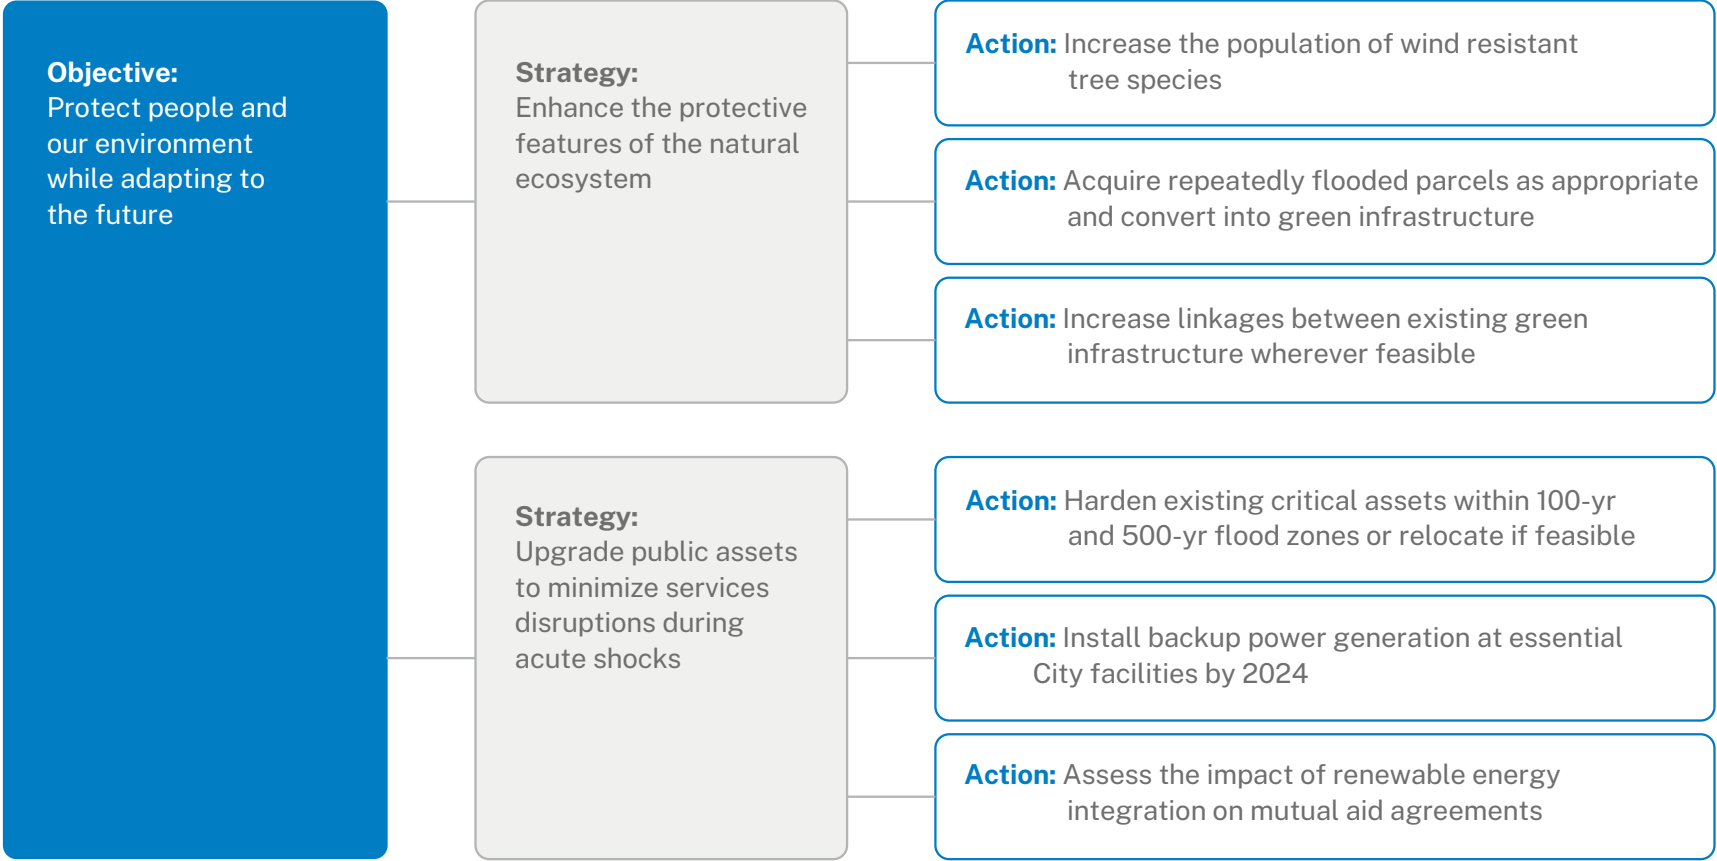 Objective:
Protect people and
our environment
while adapting to
the future
Strategy:
Enhance the protective
features of the natural
ecosystem
Action: Increase the population of wind resistant
tree species
Action: Acquire repeatedly flooded parcels as appropriate
and convert into green infrastructure
Action: Increase linkages between existing green
infrastructure wherever feasible
Strategy:
Upgrade public assets
to minimize services
disruptions during
acute shocks
Action: Harden existing critical assets within 100-yr
and 500-yr flood zones or relocate if feasible
Action: Install backup power generation at essential
City facilities by 2024
Action: Assess the impact of renewable energy
integration on mutual aid agreements